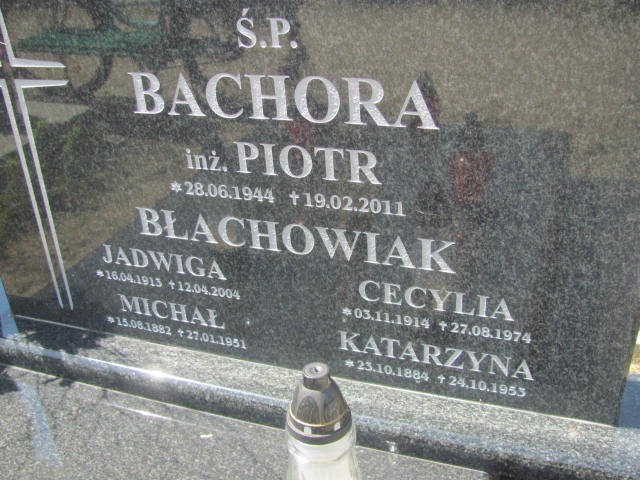 Ś.P.
BACHORA
inż. PIOTR
*28.06.1944 †19.02.2011
BŁACHOWIAK
JADWIGA
*16.04.1913 †12.04.2004
MICHAŁ
*15.08.1882 †27.01.1951
CECYLIA
*03.11.1914 †27.08.1974
KATARZYNA
*23.10.1884 †24.10.1953